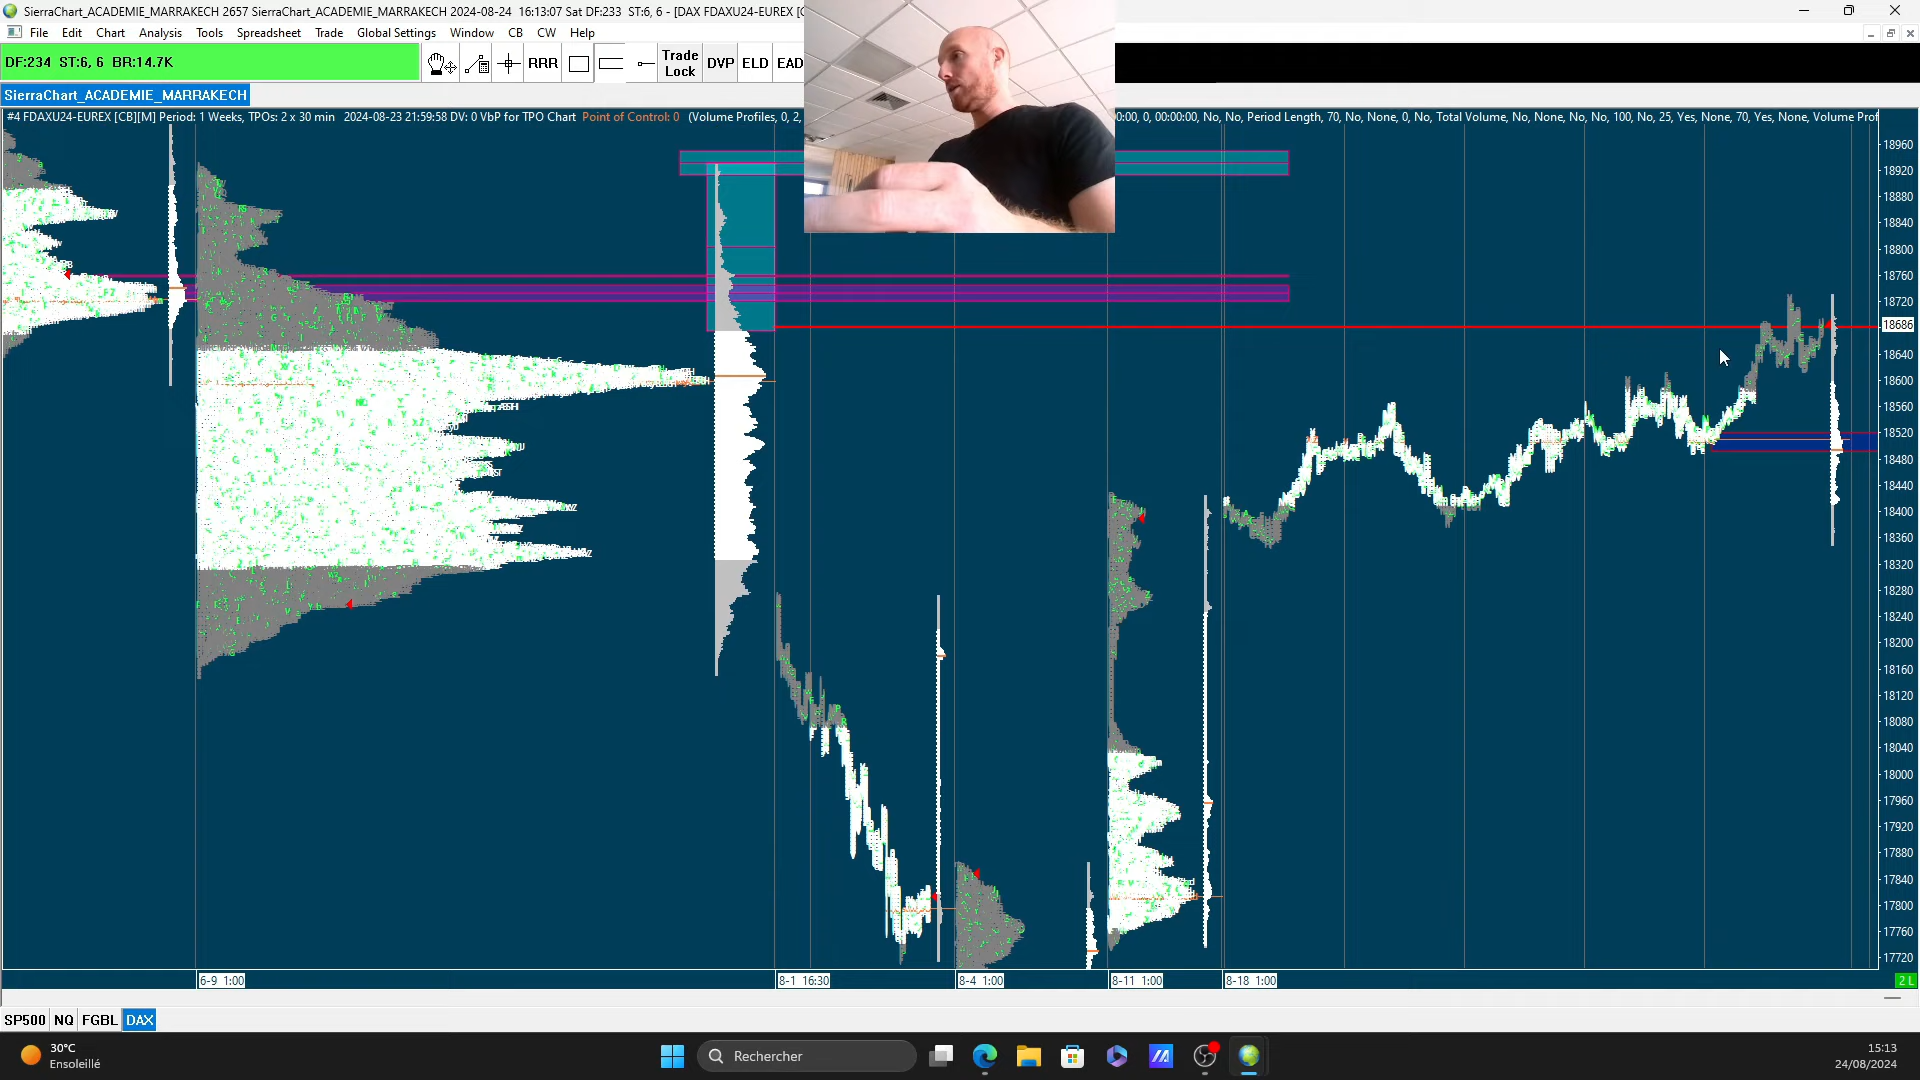 SierraChart_ACADEMIE_MARRAKECH 2657 SierraChart_ACADEMIE_MARRAKECH 2024-08-24 16:13:07 Sat DF:233 ST:6, 6 - [DAX FDAXU24-EUREX [C
File Edit Chart Analysis Tools Spreadsheet Trade Global Settings Window CB CW Help
DF:234 ST:6, 6 BR:14.7K
RRR
Trade Lock
DVP
ELD
EAD
SierraChart_ACADEMIE_MARRAKECH
#4 FDAXU24-EUREX [CB][M] Period: 1 Weeks, TPOs: 2 x 30 min 2024-08-23 21:59:58 DV: 0 VbP for TPO Chart Point of Control: 0 (Volume Profiles, 0, 2, 00:00, 0, 00:00:00, No, No, Period Length, 70, No, None, 0, No, Total Volume, No, None, No, No, 100, No, 25, Yes, None, 70, Yes, None, Volume Prof
18960
18920
18880
18840
18800
18760
18720
18686
18640
18600
18560
18520
18480
18440
18400
18360
18320
18280
18240
18200
18160
18120
18080
18040
18000
17960
17920
17880
17840
17800
17760
17720
6-9 1:00
8-1 16:30
8-4 1:00
8-11 1:00
8-18 1:00
2 L
SP500 NQ FGBL DAX
30°C
Ensoleillé
Rechercher
15:13
24/08/2024